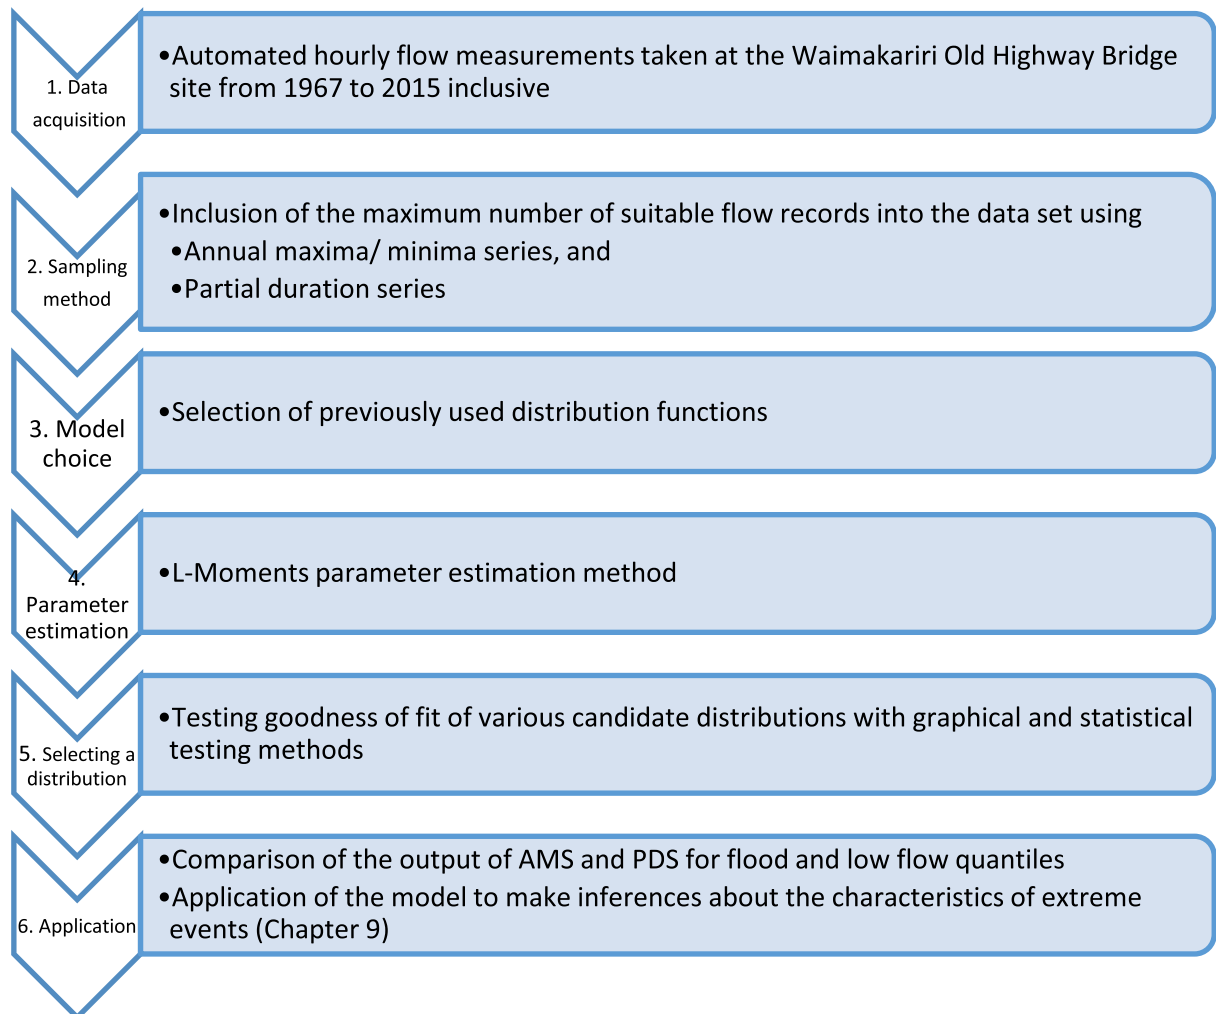 1. Data
acquisition
•Automated hourly flow measurements taken at the Waimakariri Old Highway Bridge
site from 1967 to 2015 inclusive
2. Sampling
method
•Inclusion of the maximum number of suitable flow records into the data set using
•Annual maxima/ minima series, and
•Partial duration series
3. Model
choice
•Selection of previously used distribution functions
4.
Parameter
estimation
•L-Moments parameter estimation method
5. Selecting a
distribution
•Testing goodness of fit of various candidate distributions with graphical and statistical
testing methods
6. Application
•Comparison of the output of AMS and PDS for flood and low flow quantiles
•Application of the model to make inferences about the characteristics of extreme
events (Chapter 9)